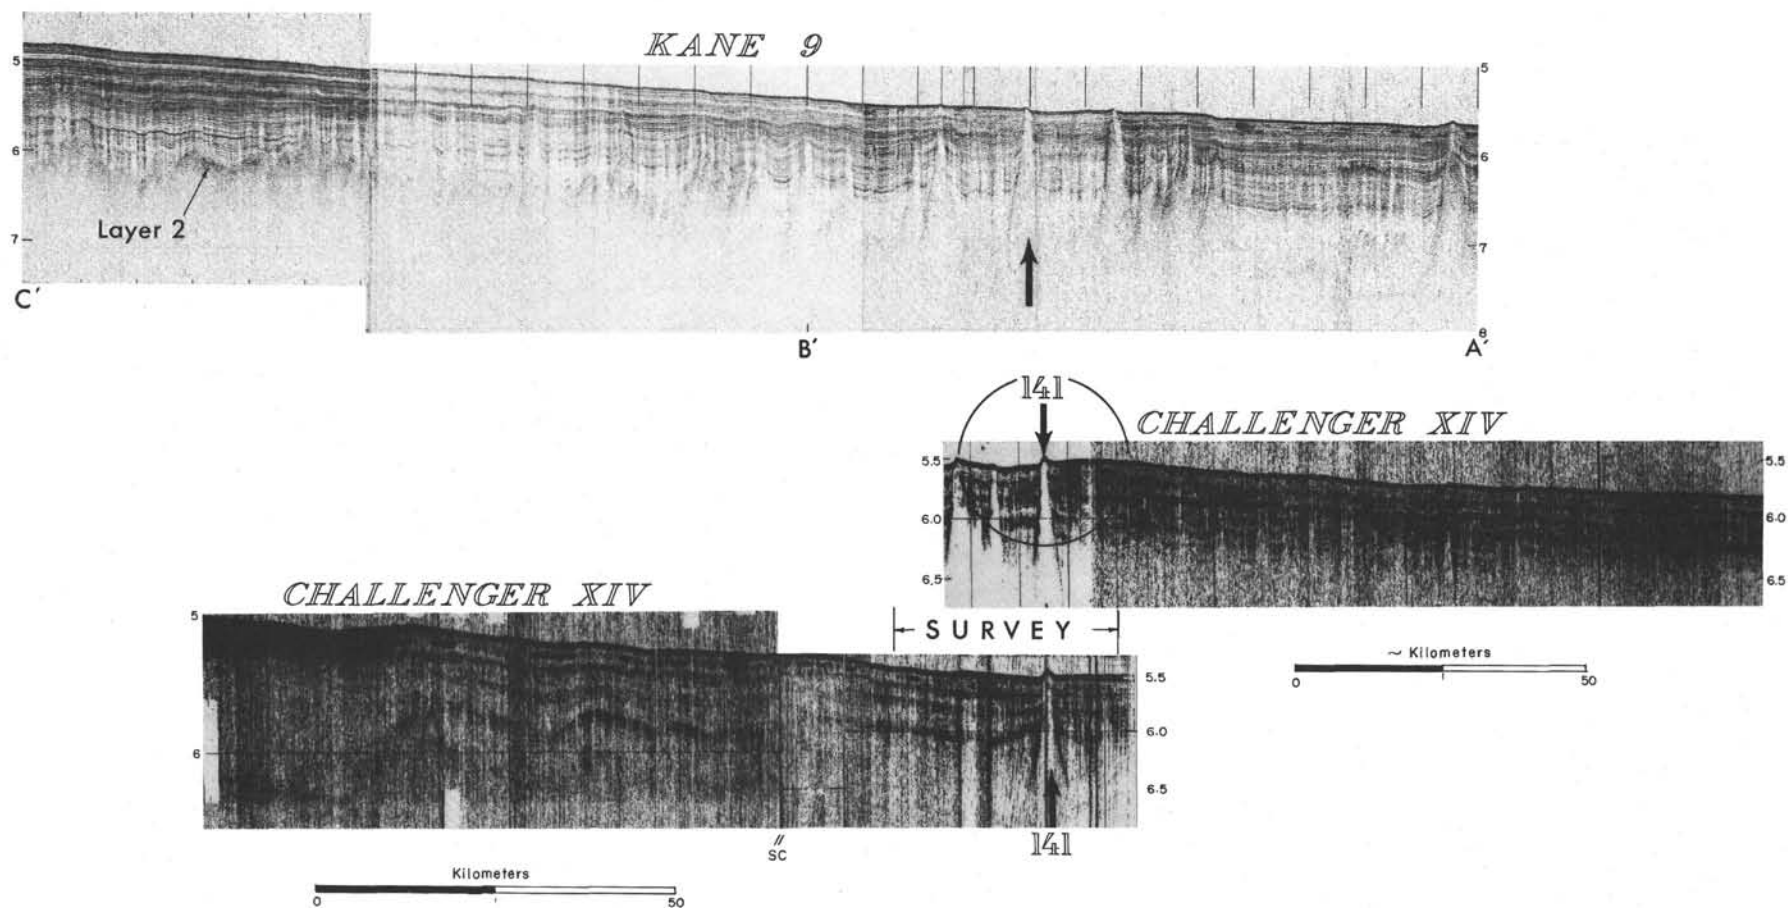 KANE 9
5
5
6
6
Layer 2
7
7
C'
8
B'
A'
141
CHALLENGER XIV
5.5
5.5
6.0
6.0
6.5
6.5
CHALLENGER XIV
5
SURVEY
~ Kilometers
0
50
5.5
6.0
6
6.5
//
SC
141
Kilometers
0
50